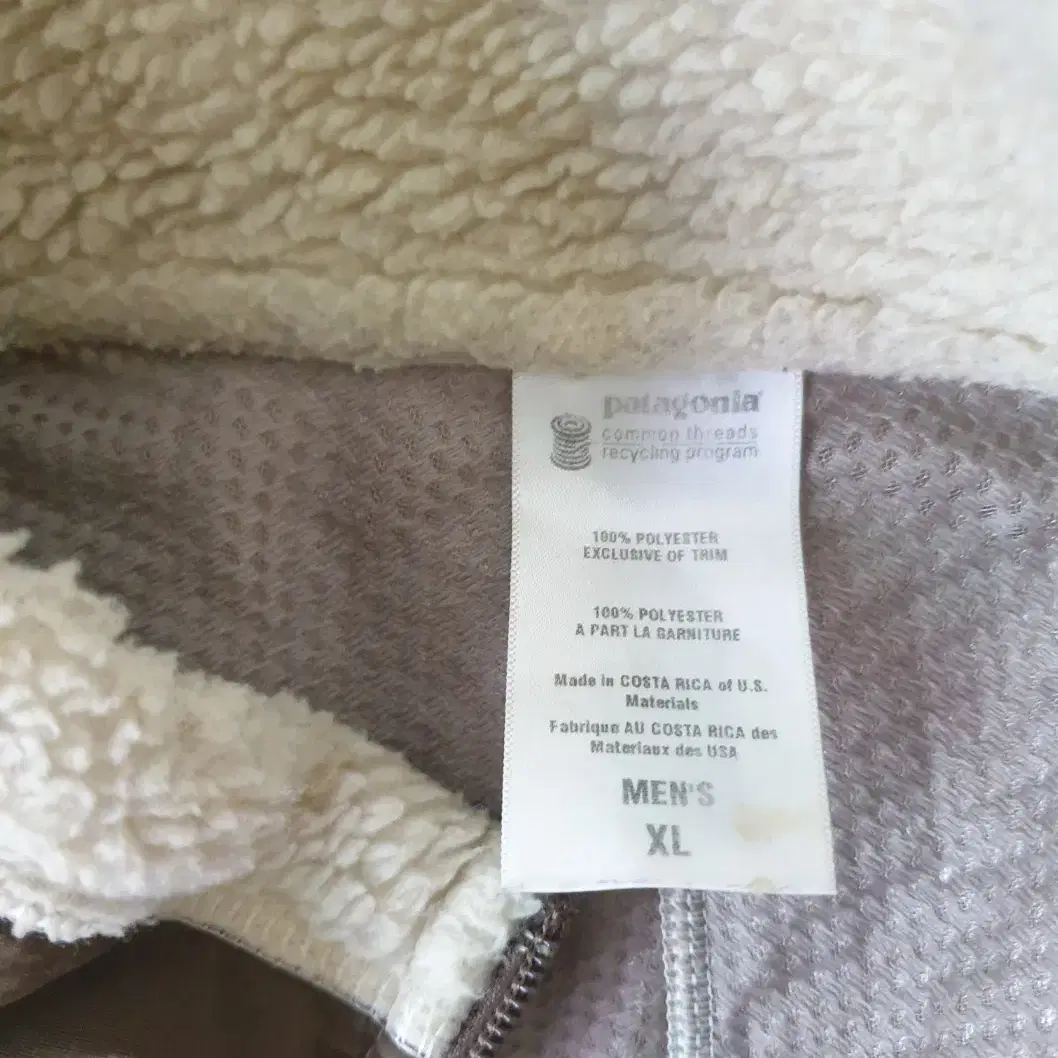 patagonia®
common threads
recycling program
100% POLYESTER
EXCLUSIVE OF TRIM
100% POLYESTER
A PART LA GARNITURE
Made in COSTA RICA of U.S.
Materials
Fabrique AU COSTA RICA des
Materiaux des USA
MEN'S
XL